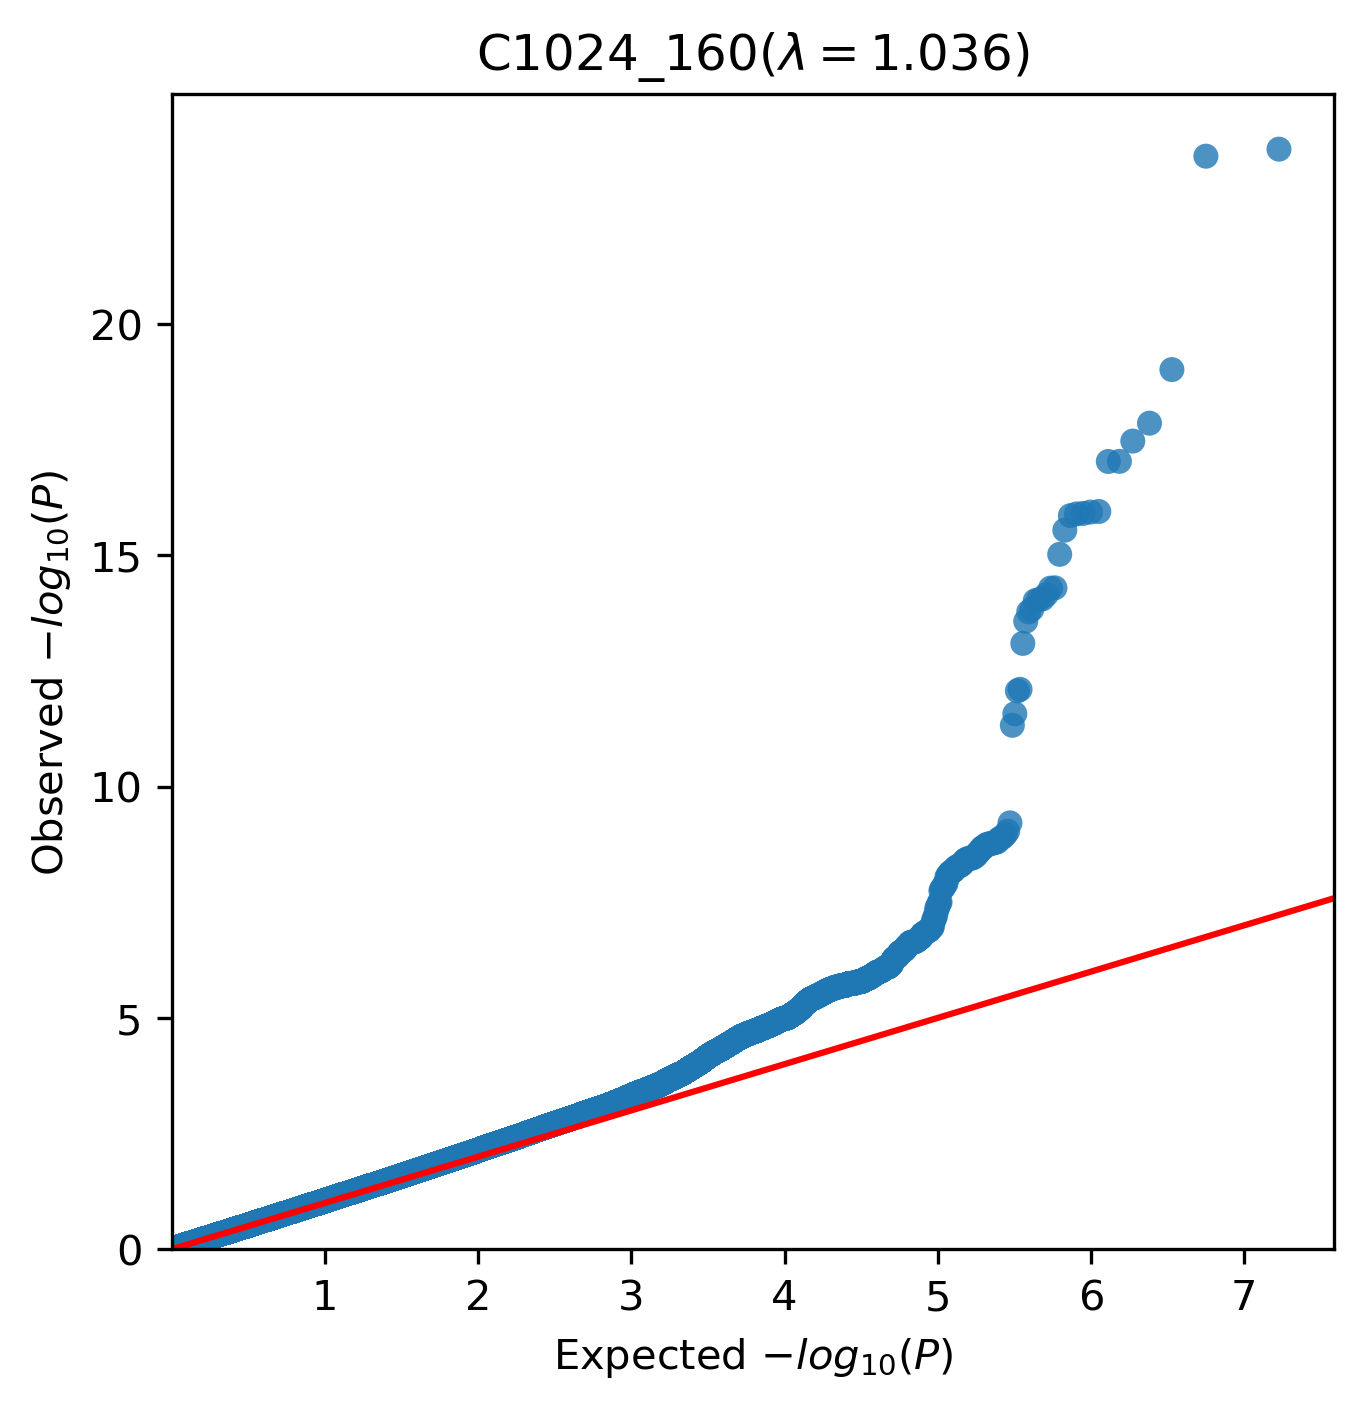 C1024_160(λ = 1.036)
Observed −log₁₀(P)
20
15
10
5
0
1 2 3 4 5 6 7
Expected −log₁₀(P)